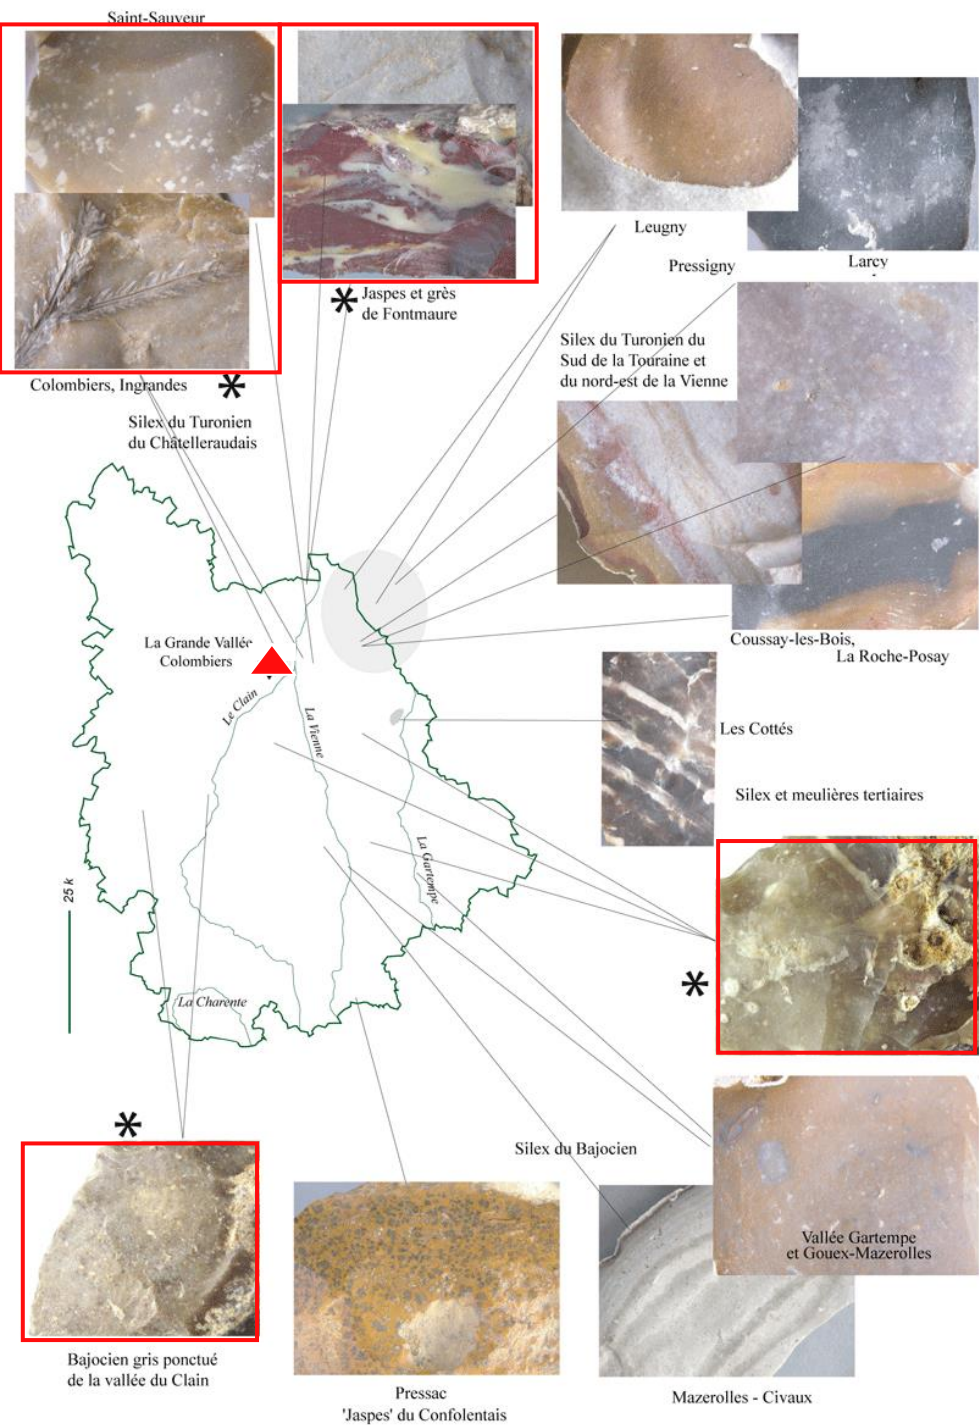 Saint-Sauveur
Leugny
Pressigny
Larcy
* Jaspes et grès
de Fontmaure
Silex du Turonien du
Sud de la Touraine et
du nord-est de la Vienne
Colombiers, Ingrandes *
Silex du Turonien
du Châtelleraudais
La Grande Vallée
Colombiers
Coussay-les-Bois,
La Roche-Posay
Le Clain
La Vienne
Les Cottés
Silex et meulières tertiaires
La Gartempe
25 k
*
La Charente
*
Silex du Bajocien
Vallée Gartempe
et Gouex-Mazerolles
Bajocien gris ponctué
de la vallée du Clain
Pressac
'Jaspes' du Confolentais
Mazerolles - Civaux